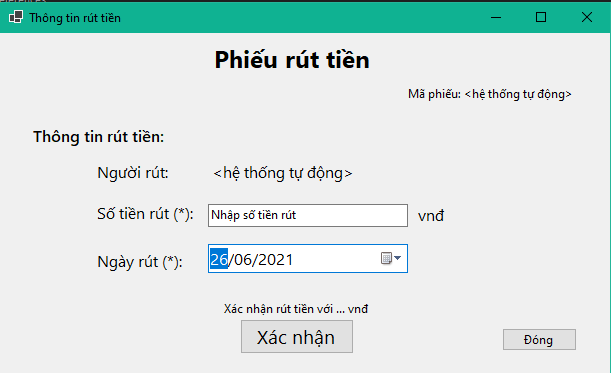 Thông tin rút tiền
Phiếu rút tiền
Mã phiếu: <hệ thống tự động>
Thông tin rút tiền:
Người rút: <hệ thống tự động>
Số tiền rút (*): Nhập số tiền rút vnđ
Ngày rút (*): 26/06/2021
Xác nhận rút tiền với ... vnđ
Xác nhận
Đóng